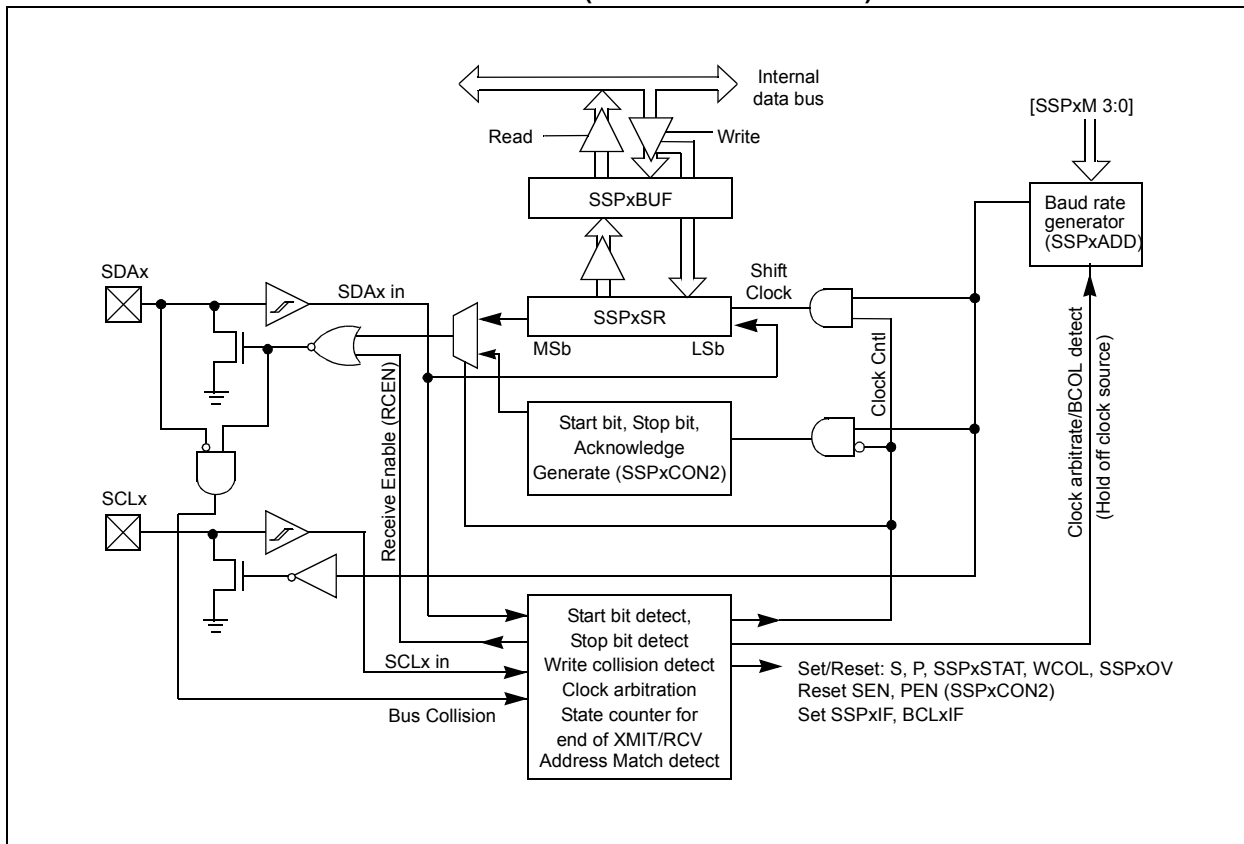 Internal
data bus
[SSPxM 3:0]
Read
Write
SSPxBUF
Baud rate
generator
(SSPxADD)
SDAx
SDAx in
Shift
Clock
SSPxSR
MSb
LSb
Start bit, Stop bit,
Acknowledge
Generate (SSPxCON2)
Clock Cntl
Receive Enable (RCEN)
Clock arbitrate/BCOL detect
(Hold off clock source)
SCLx
SCLx in
Bus Collision
Start bit detect,
Stop bit detect
Write collision detect
Clock arbitration
State counter for
end of XMIT/RCV
Address Match detect
Set/Reset: S, P, SSPxSTAT, WCOL, SSPxOV
Reset SEN, PEN (SSPxCON2)
Set SSPxIF, BCLxIF